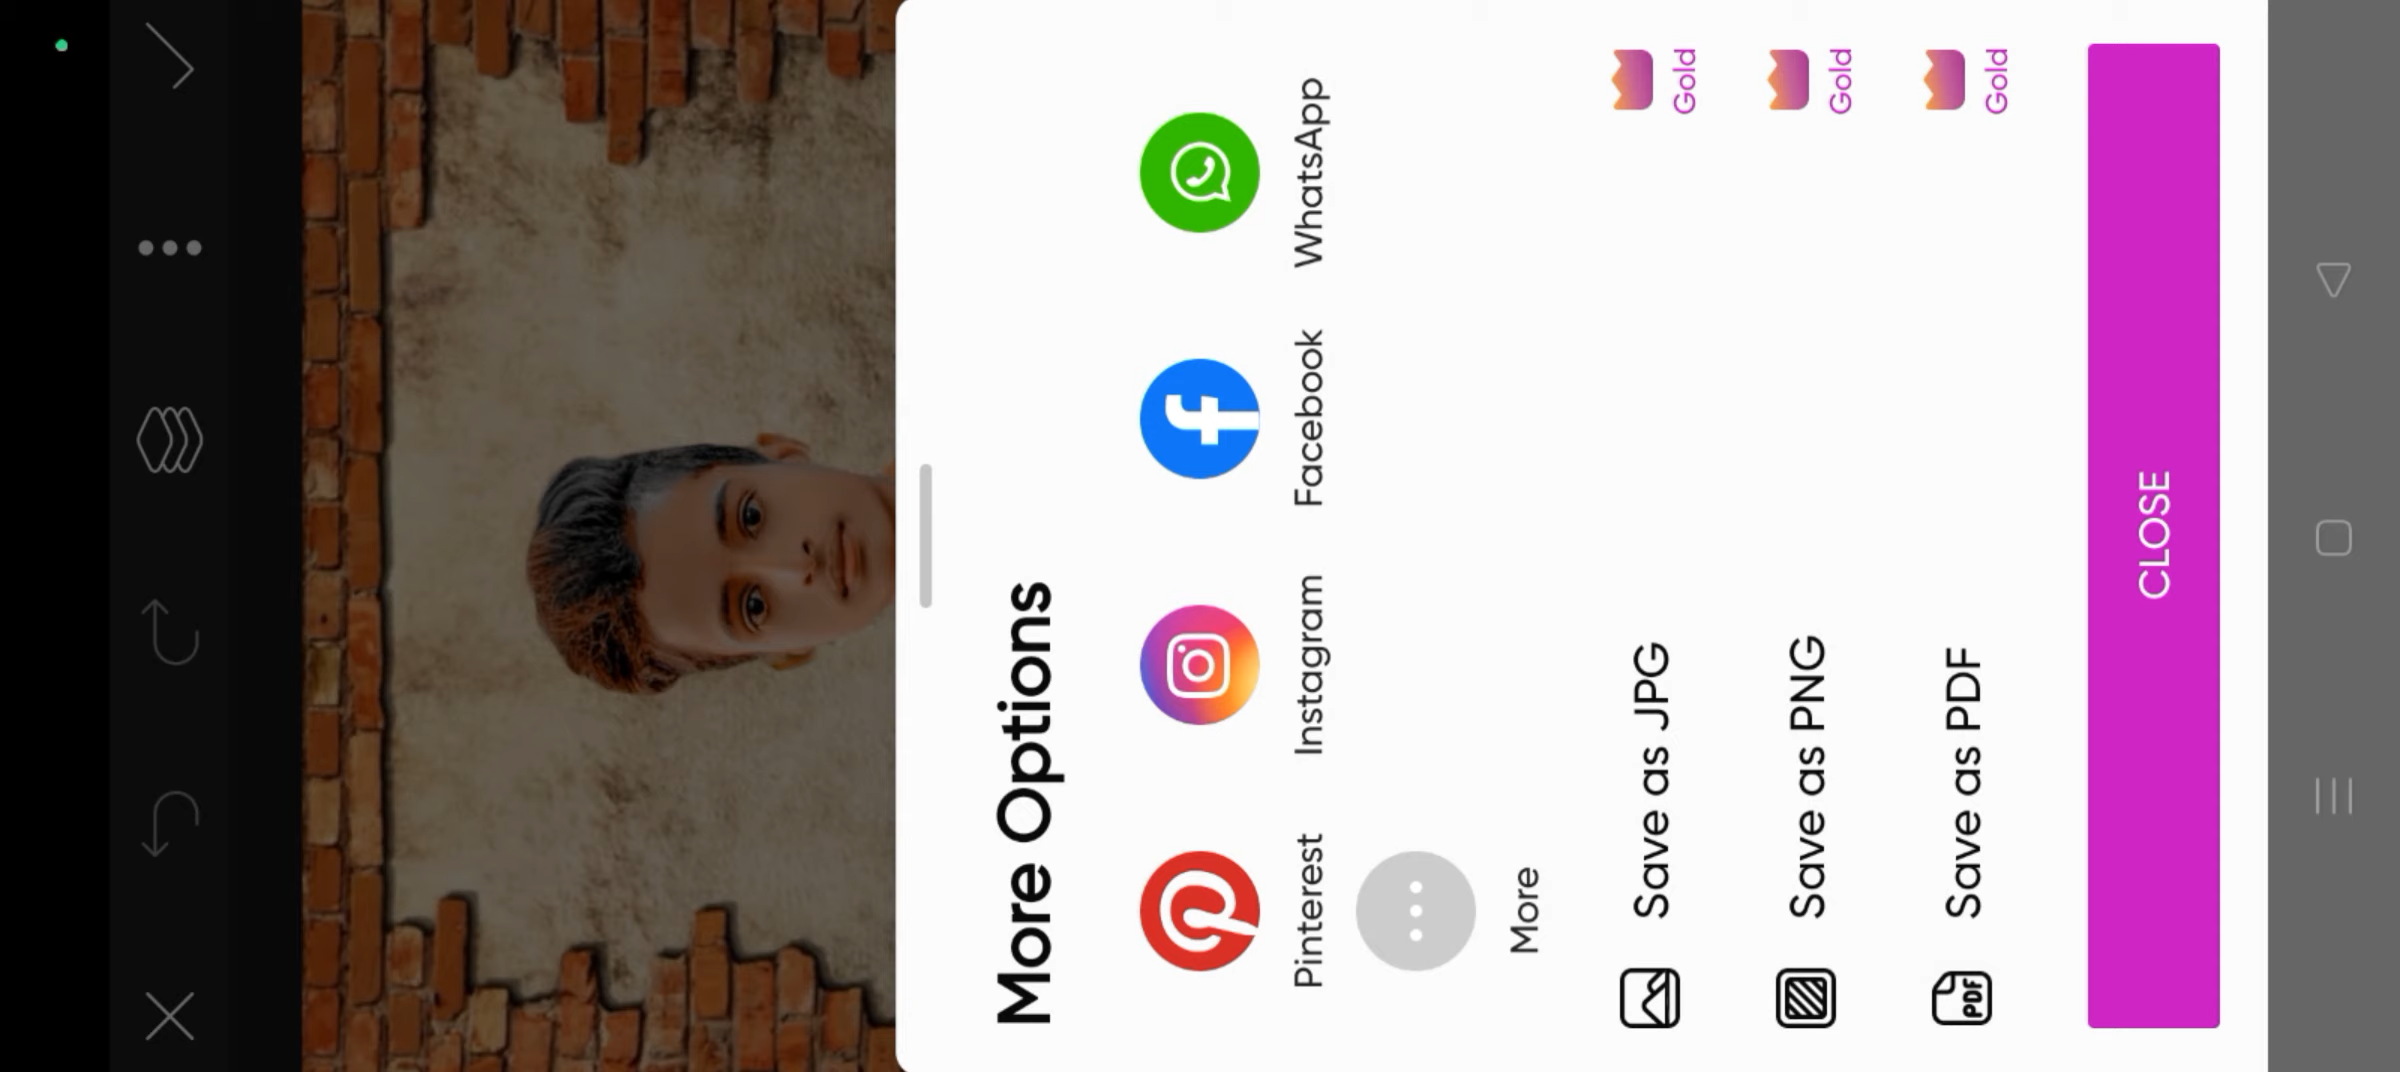 More Options
Pinterest
Instagram
Facebook
WhatsApp
More
Save as JPG
Gold
Save as PNG
Gold
PDF
Save as PDF
Gold
CLOSE